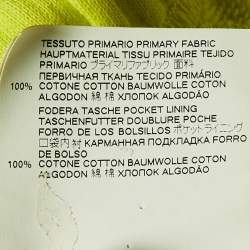 TESSUTO PRIMARIO PRIMARY FABRIC
HAUPTMATERIAL TISSU PRIMAIRE TEJIDO
PRIMARIO プライマリファブリック 面料
ПЕРВИЧНАЯ ТКАНЬ TECIDO PRIMÁRIO
100% COTONE COTTON BAUMWOLLE COTON
ALGODON 綿 棉 ХЛОПОК ALGODÃO
FODERA TASCHE POCKET LINING
TASCHENFUTTER DOUBLURE POCHE
FORRO DE LOS BOLSILLOS ポケットライニング
口袋内衬 КАРМАННАЯ ПОДКЛАДКА FORRO
DE BOLSO
100% COTONE COTTON BAUMWOLLE COTON
ALGODON 綿 棉 ХЛОПОК ALGODÃO